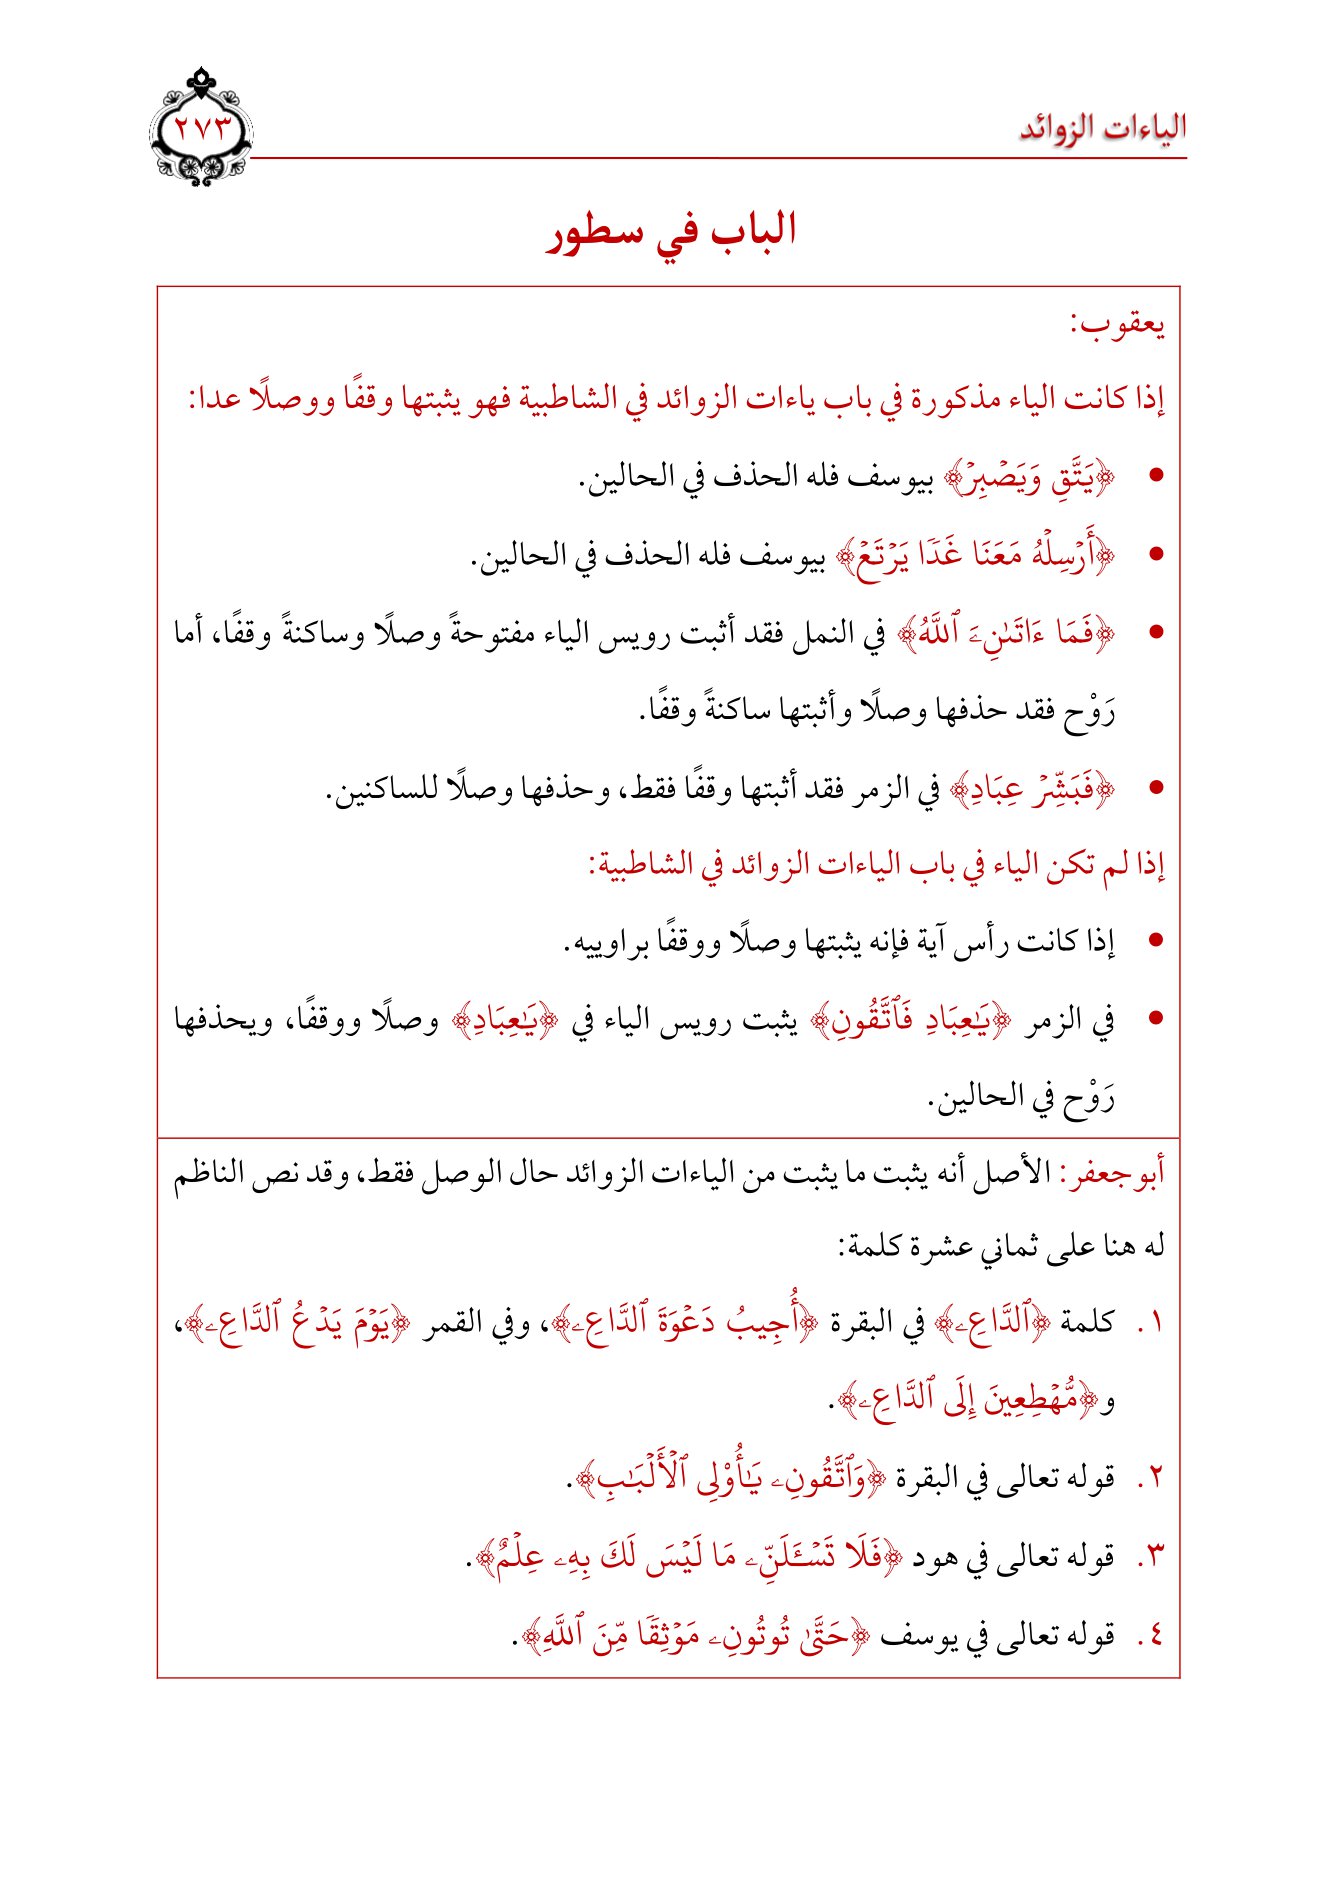 الياءات الزوائد
٢٧٣
الباب في سطور
يعقوب:
إذا كانت الياء مذكورة في باب ياءات الزوائد في الشاطبية فهو يثبتها وقفًا ووصلًا عدا:
• ﴿يَتَّقِ وَيَصۡبِرۡ﴾ بيوسف فله الحذف في الحالين.
• ﴿أَرۡسِلۡهُ مَعَنَا غَدٗا يَرۡتَعۡ﴾ بيوسف فله الحذف في الحالين.
• ﴿فَمَا ءَاتَىٰنِۦَ ٱللَّهُ﴾ في النمل فقد أثبت رويس الياء مفتوحةً وصلًا وساكنةً وقفًا، أما
رَوْح فقد حذفها وصلًا وأثبتها ساكنةً وقفًا.
• ﴿فَبَشِّرۡ عِبَادِ﴾ في الزمر فقد أثبتها وقفًا فقط، وحذفها وصلًا للساكنين.
إذا لم تكن الياء في باب الياءات الزوائد في الشاطبية:
• إذا كانت رأس آية فإنه يثبتها وصلًا ووقفًا براوييه.
• في الزمر ﴿يَٰعِبَادِ فَٱتَّقُونِ﴾ يثبت رويس الياء في ﴿يَٰعِبَادِ﴾ وصلًا ووقفًا، ويحذفها
رَوْح في الحالين.
أبو جعفر: الأصل أنه يثبت ما يثبت من الياءات الزوائد حال الوصل فقط، وقد نص الناظم
له هنا على ثماني عشرة كلمة:
١. كلمة ﴿ٱلدَّاعِۦ﴾ في البقرة ﴿أُجِيبُ دَعۡوَةَ ٱلدَّاعِۦ﴾، وفي القمر ﴿يَوۡمَ يَدۡعُ ٱلدَّاعِۦ﴾،
و﴿مُّهۡطِعِينَ إِلَى ٱلدَّاعِۦ﴾.
٢. قوله تعالى في البقرة ﴿وَٱتَّقُونِۦ يَٰأُوْلِي ٱلۡأَلۡبَٰبِ﴾.
٣. قوله تعالى في هود ﴿فَلَا تَسۡـَٔلَنِّۦ مَا لَيۡسَ لَكَ بِهِۦ عِلۡمٌ﴾.
٤. قوله تعالى في يوسف ﴿حَتَّىٰ تُوتُونِۦ مَوۡثِقٗا مِّنَ ٱللَّهِ﴾.